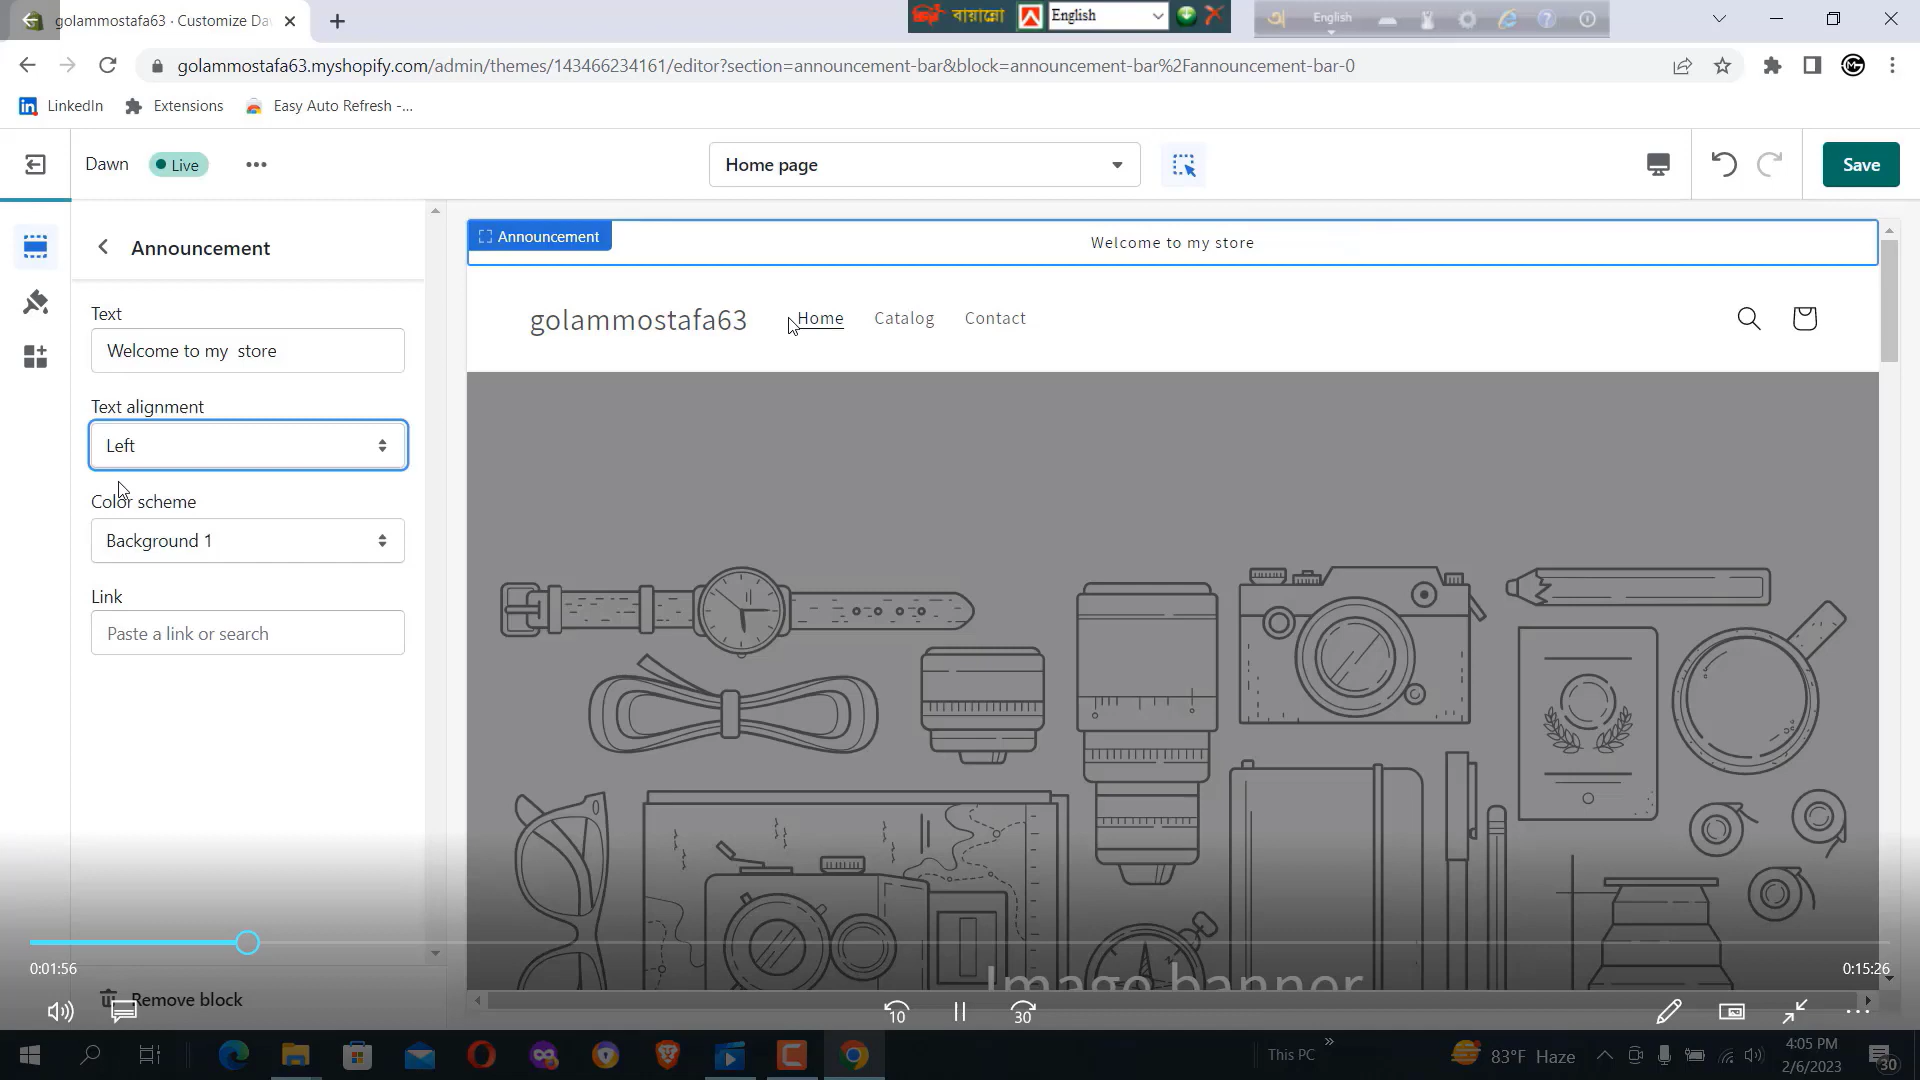 golammostafa63 · Customize Da
বায়ান্নো
English
English
golammostafa63.myshopify.com/admin/themes/143466234161/editor?section=announcement-bar&block=announcement-bar%2Fannouncement-bar-0
LinkedIn
Extensions
Easy Auto Refresh -...
Dawn
Live
Home page
Save
Announcement
Announcement
Welcome to my store
Text
Welcome to my  store
golammostafa63
Home
Catalog
Contact
Text alignment
Left
Color scheme
Background 1
Link
Paste a link or search
0:01:56
0:15:26
Image banner
Remove block
10
30
This PC
83°F Haze
4:05 PM
2/6/2023
30